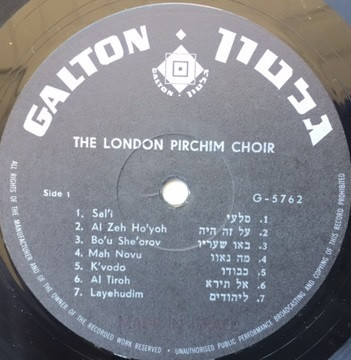 GALTON גלטון
GALTON
THE LONDON PIRCHIM CHOIR
Side 1
G-5762
1. Sal'i סלעי .1
2. Al Zeh Ho'yoh על זה היה .2
3. Bo'u She'orov באו שעריו .3
4. Mah Novu מה נאוו .4
5. K'vodo כבודו .5
6. Al Tiroh אל תירא .6
7. Layehudim ליהודים .7
ALL RIGHTS OF THE MANUFACTURER AND OF THE OWNER OF THE RECORDED WORK RESERVED • UNAUTHORISED PUBLIC PERFORMANCE BROADCASTING AND COPYING OF THIS RECORD PROHIBITED